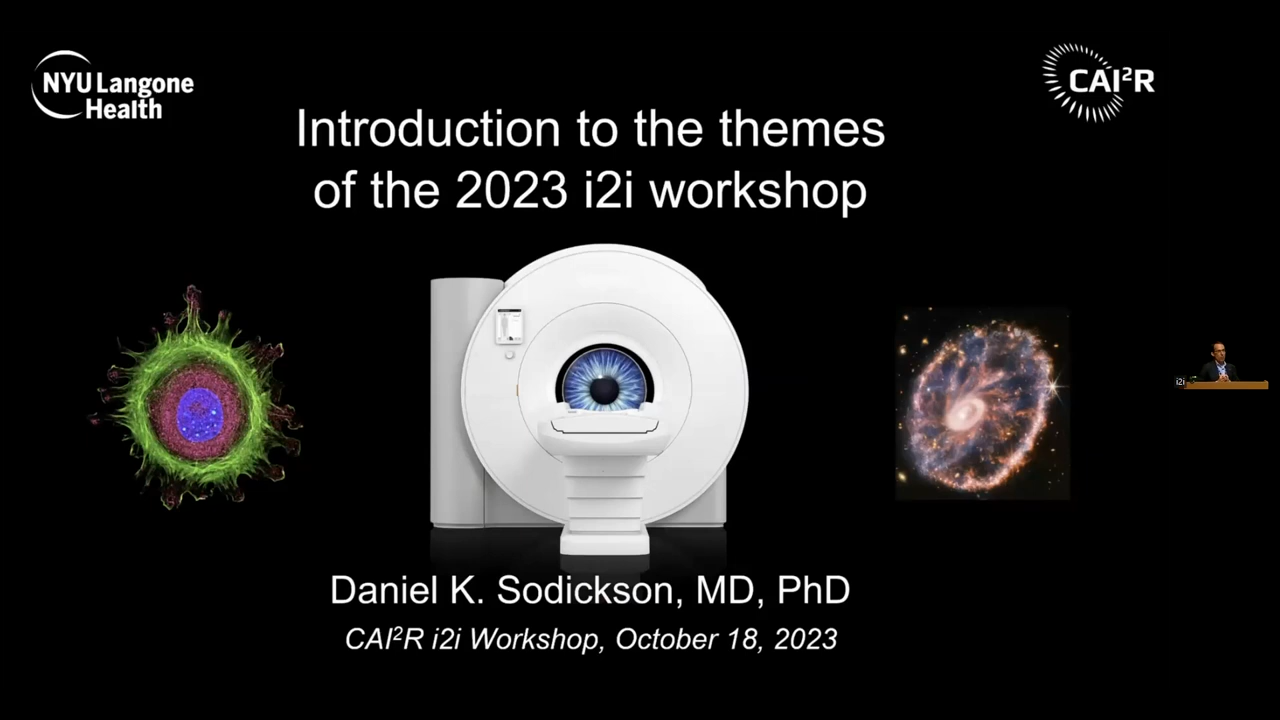 NYU Langone
Health
CAI²R
Introduction to the themes
of the 2023 i2i workshop
i2i
Daniel K. Sodickson, MD, PhD
CAI²R i2i Workshop, October 18, 2023